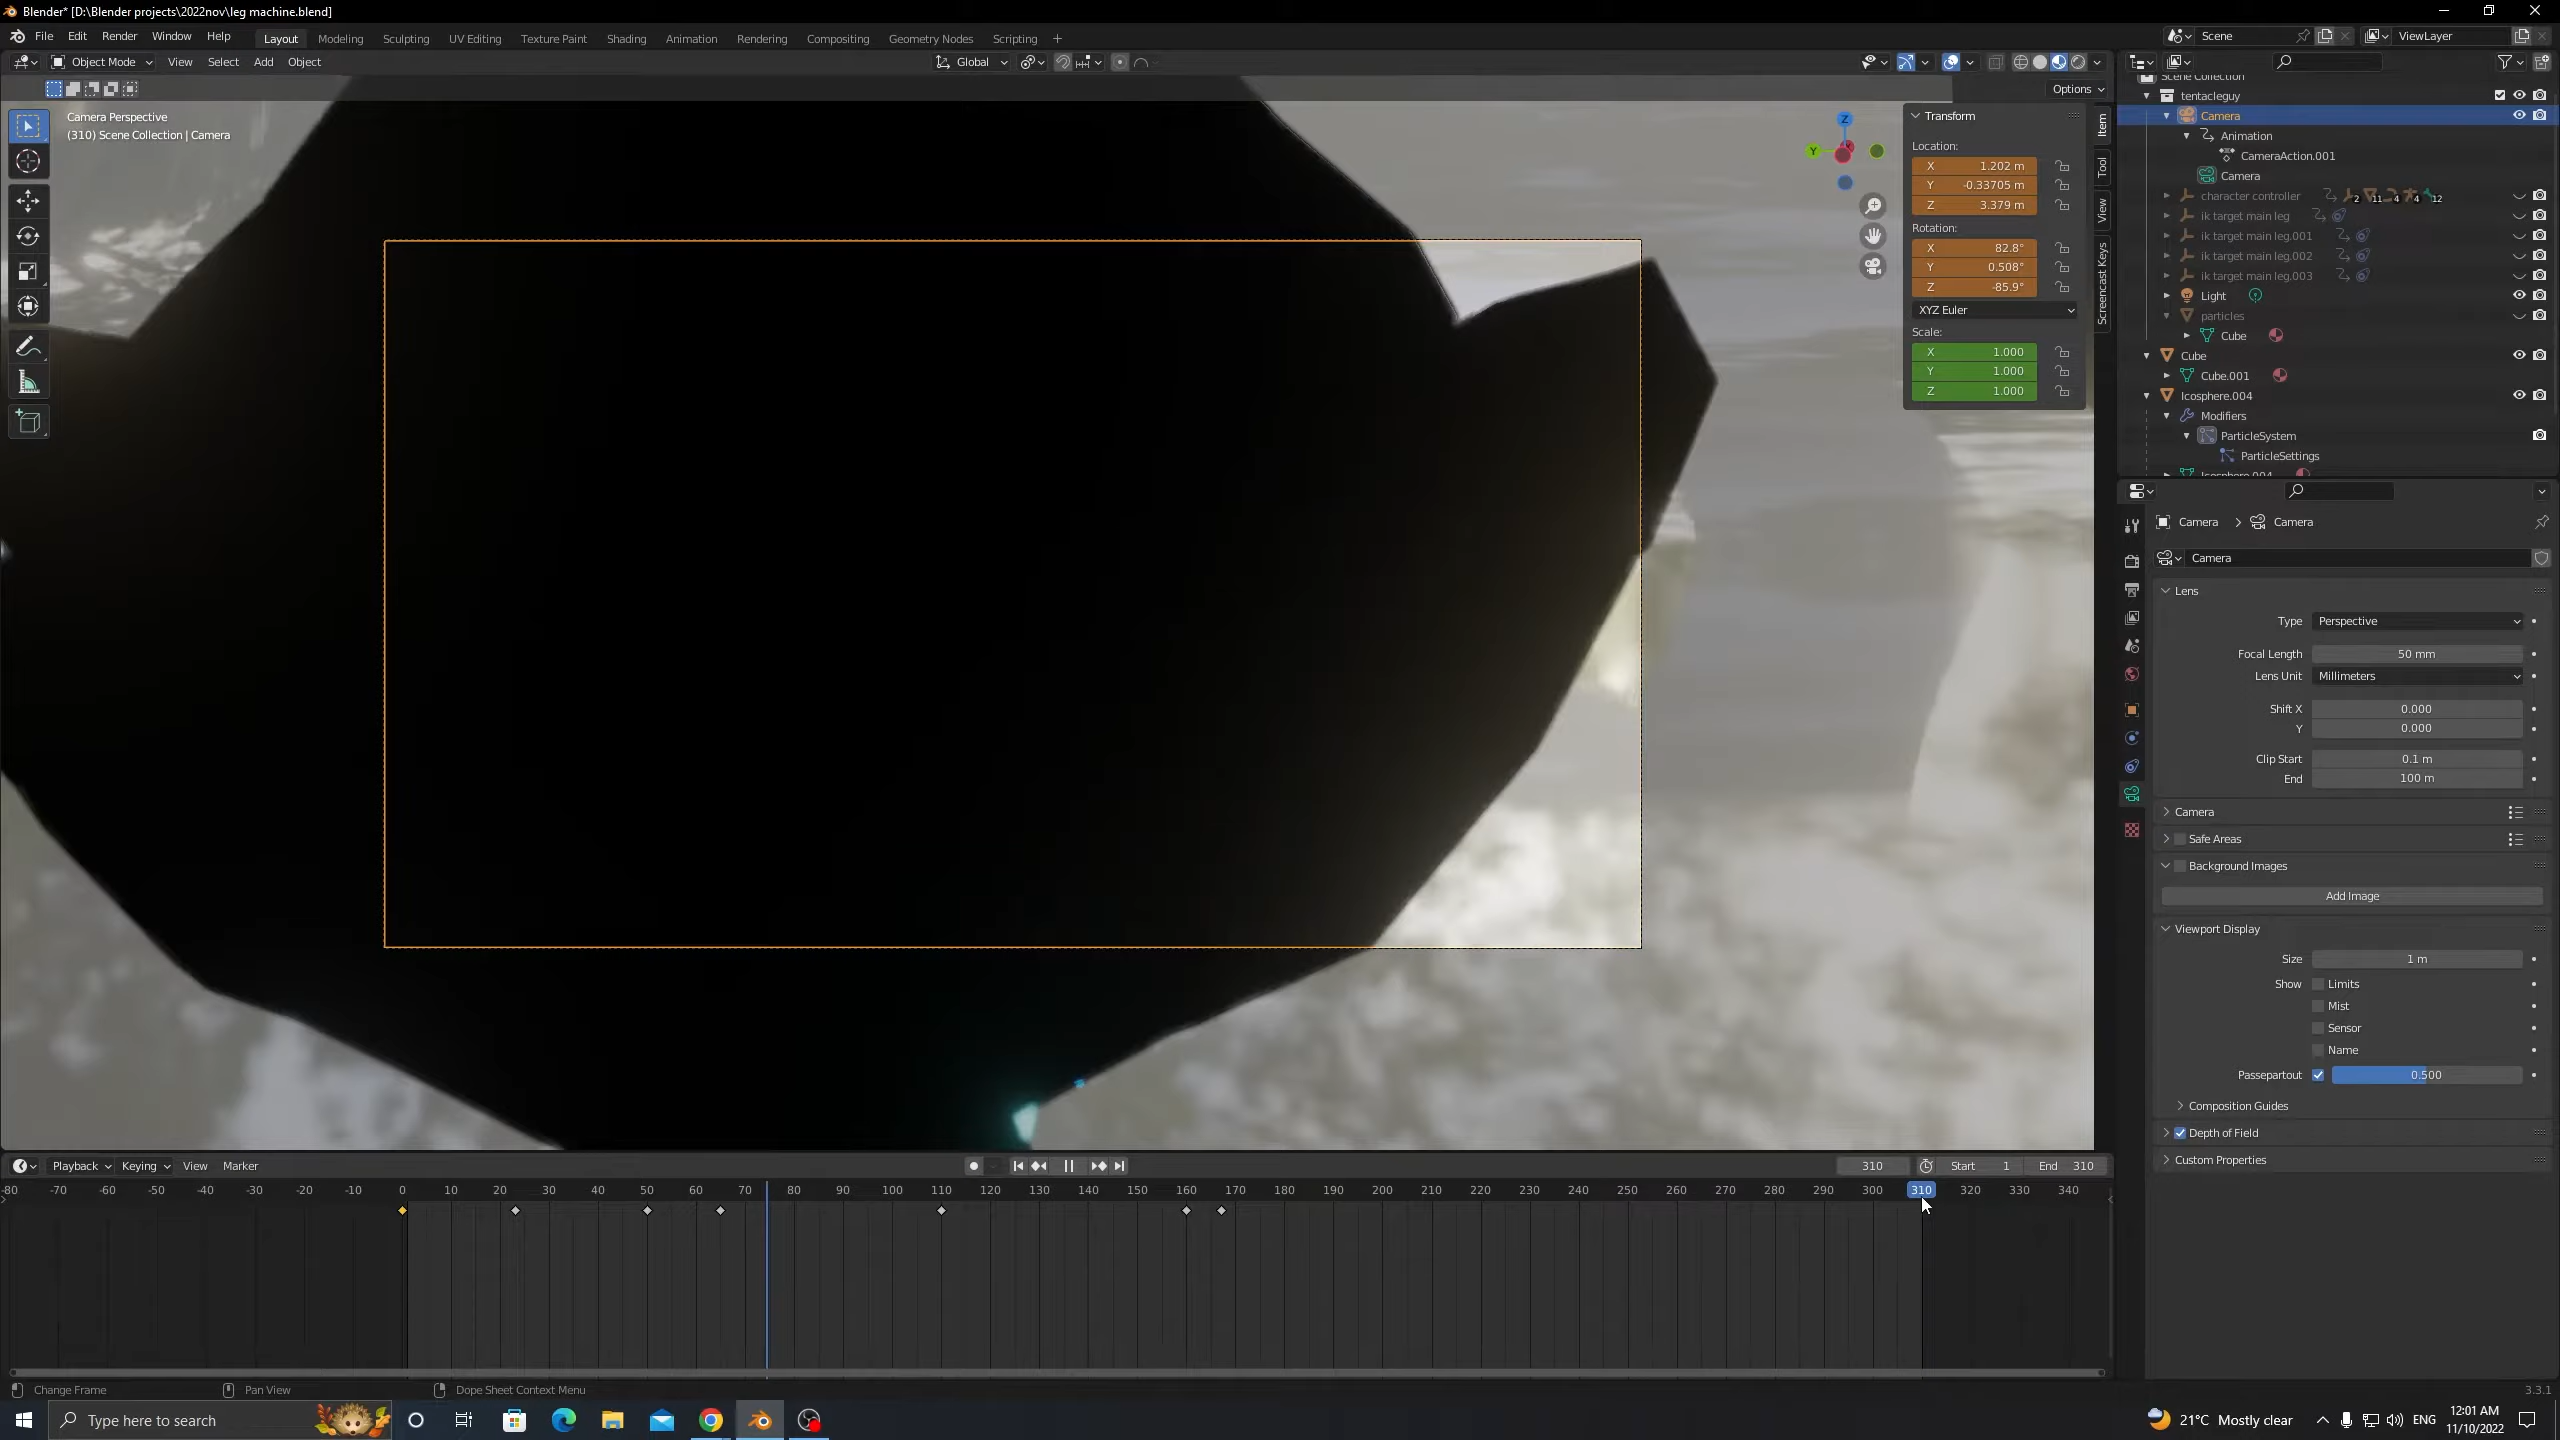 Blender* [D:\Blender projects\2022nov\leg machine.blend]
File Edit Render Window Help Layout Modeling Sculpting UV Editing Texture Paint Shading Animation Rendering Compositing Geometry Nodes Scripting + Scene ViewLayer
Object Mode View Select Add Object Global
Options
Camera Perspective
(310) Scene Collection | Camera
Z
Y
Transform
Location:
X 1.202 m
Y -0.33705 m
Z 3.379 m
Rotation:
X 82.8°
Y 0.508°
Z -85.9°
XYZ Euler
Scale:
X 1.000
Y 1.000
Z 1.000
Item
Tool
View
Screencast Keys
Scene Collection
tentacleguy
Camera
Animation
CameraAction.001
Camera
character controller 2 11 4 4 12
ik target main leg
ik target main leg.001
ik target main leg.002
ik target main leg.003
Light
particles
Cube
Cube
Cube.001
Icosphere.004
Modifiers
ParticleSystem
ParticleSettings
Icosphere.004
Camera > Camera
Camera
Lens
Type Perspective
Focal Length 50 mm
Lens Unit Millimeters
Shift X 0.000
Y 0.000
Clip Start 0.1 m
End 100 m
Camera
Safe Areas
Background Images
Add Image
Viewport Display
Size 1 m
Show Limits
Mist
Sensor
Name
Passepartout 0.500
Composition Guides
Depth of Field
Custom Properties
Playback Keying View Marker 310 Start 1 End 310
-80 -70 -60 -50 -40 -30 -20 -10 0 10 20 30 40 50 60 70 80 90 100 110 120 130 140 150 160 170 180 190 200 210 220 230 240 250 260 270 280 290 300 310 320 330 340
Change Frame Pan View Dope Sheet Context Menu 3.3.1
Type here to search
21°C Mostly clear ENG
12:01 AM
11/10/2022